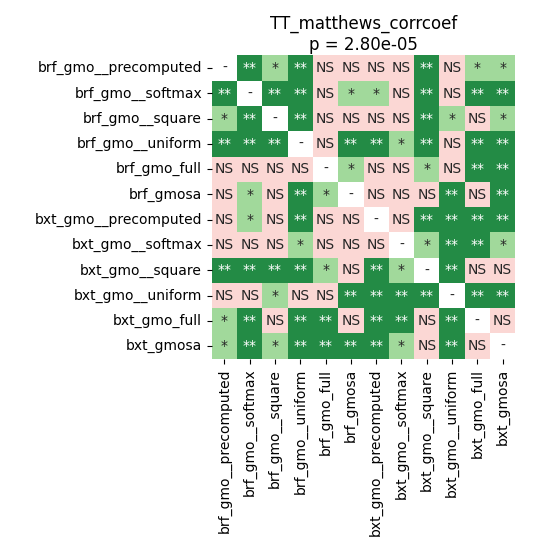 TT_matthews_corrcoef
p = 2.80e-05
brf_gmo__precomputed - ** * ** NS NS NS NS ** NS * *
brf_gmo__softmax ** - ** ** NS * * NS ** NS ** **
brf_gmo__square * ** - ** NS NS NS NS ** * NS *
brf_gmo__uniform ** ** ** - NS ** ** * ** NS ** **
brf_gmo_full NS NS NS NS - * NS NS * NS ** **
brf_gmosa NS * NS ** * - NS NS NS ** NS **
bxt_gmo__precomputed NS * NS ** NS NS - NS ** ** ** **
bxt_gmo__softmax NS NS NS * NS NS NS - * ** ** *
bxt_gmo__square ** ** ** ** * NS ** * - ** NS NS
bxt_gmo__uniform NS NS * NS NS ** ** ** ** - ** **
bxt_gmo_full * ** NS ** ** NS ** ** NS ** - NS
bxt_gmosa * ** * ** ** ** ** * NS ** NS -
brf_gmo__precomputed
brf_gmo__softmax
brf_gmo__square
brf_gmo__uniform
brf_gmo_full
brf_gmosa
bxt_gmo__precomputed
bxt_gmo__softmax
bxt_gmo__square
bxt_gmo__uniform
bxt_gmo_full
bxt_gmosa